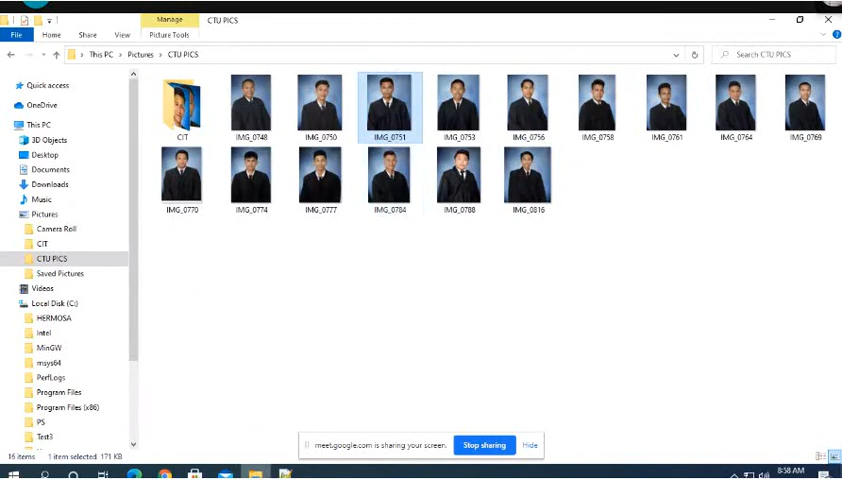 Manage
CTU PICS
File
Home
Share
View
Picture Tools
This PC > Pictures > CTU PICS
Search CTU PICS
Quick access
OneDrive
This PC
3D Objects
Desktop
Documents
Downloads
Music
Pictures
Camera Roll
CIT
CTU PICS
Saved Pictures
Videos
Local Disk (C:)
HERMOSA
Intel
MinGW
msys64
PerfLogs
Program Files
Program Files (x86)
PS
Test3
CIT
IMG_0748
IMG_0750
IMG_0751
IMG_0753
IMG_0756
IMG_0758
IMG_0761
IMG_0764
IMG_0769
IMG_0770
IMG_0774
IMG_0777
IMG_0784
IMG_0788
IMG_0816
meet.google.com is sharing your screen.
Stop sharing
Hide
16 items
1 item selected 171 KB
8:58 AM